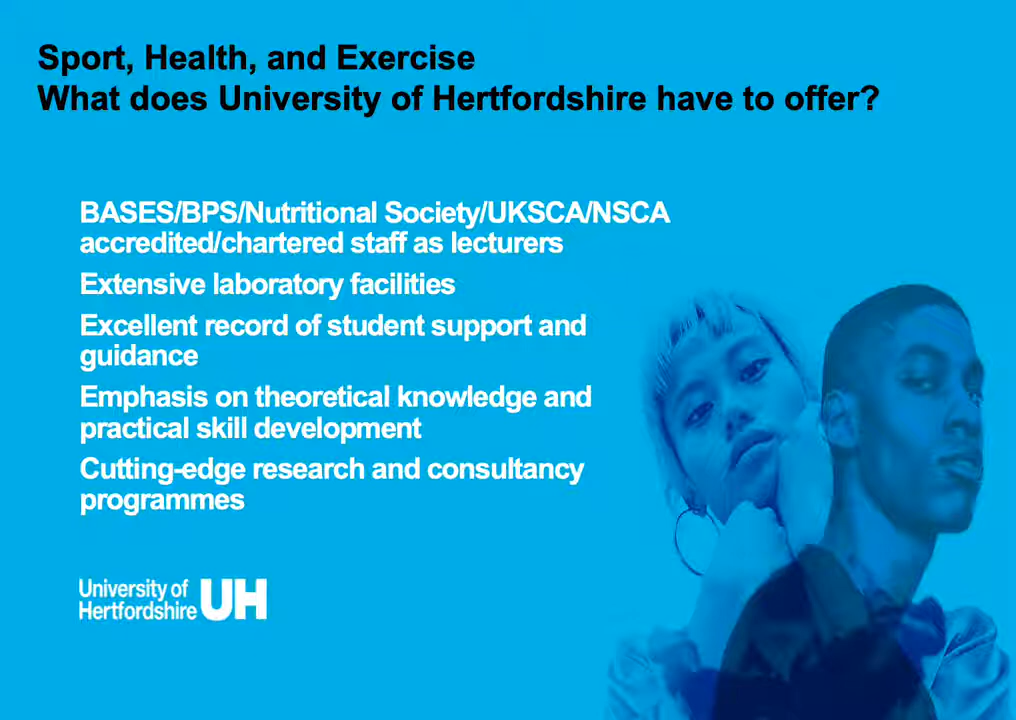 Sport, Health, and Exercise
What does University of Hertfordshire have to offer?
BASES/BPS/Nutritional Society/UKSCA/NSCA
accredited/chartered staff as lecturers
Extensive laboratory facilities
Excellent record of student support and
guidance
Emphasis on theoretical knowledge and
practical skill development
Cutting-edge research and consultancy
programmes
University of
Hertfordshire UH